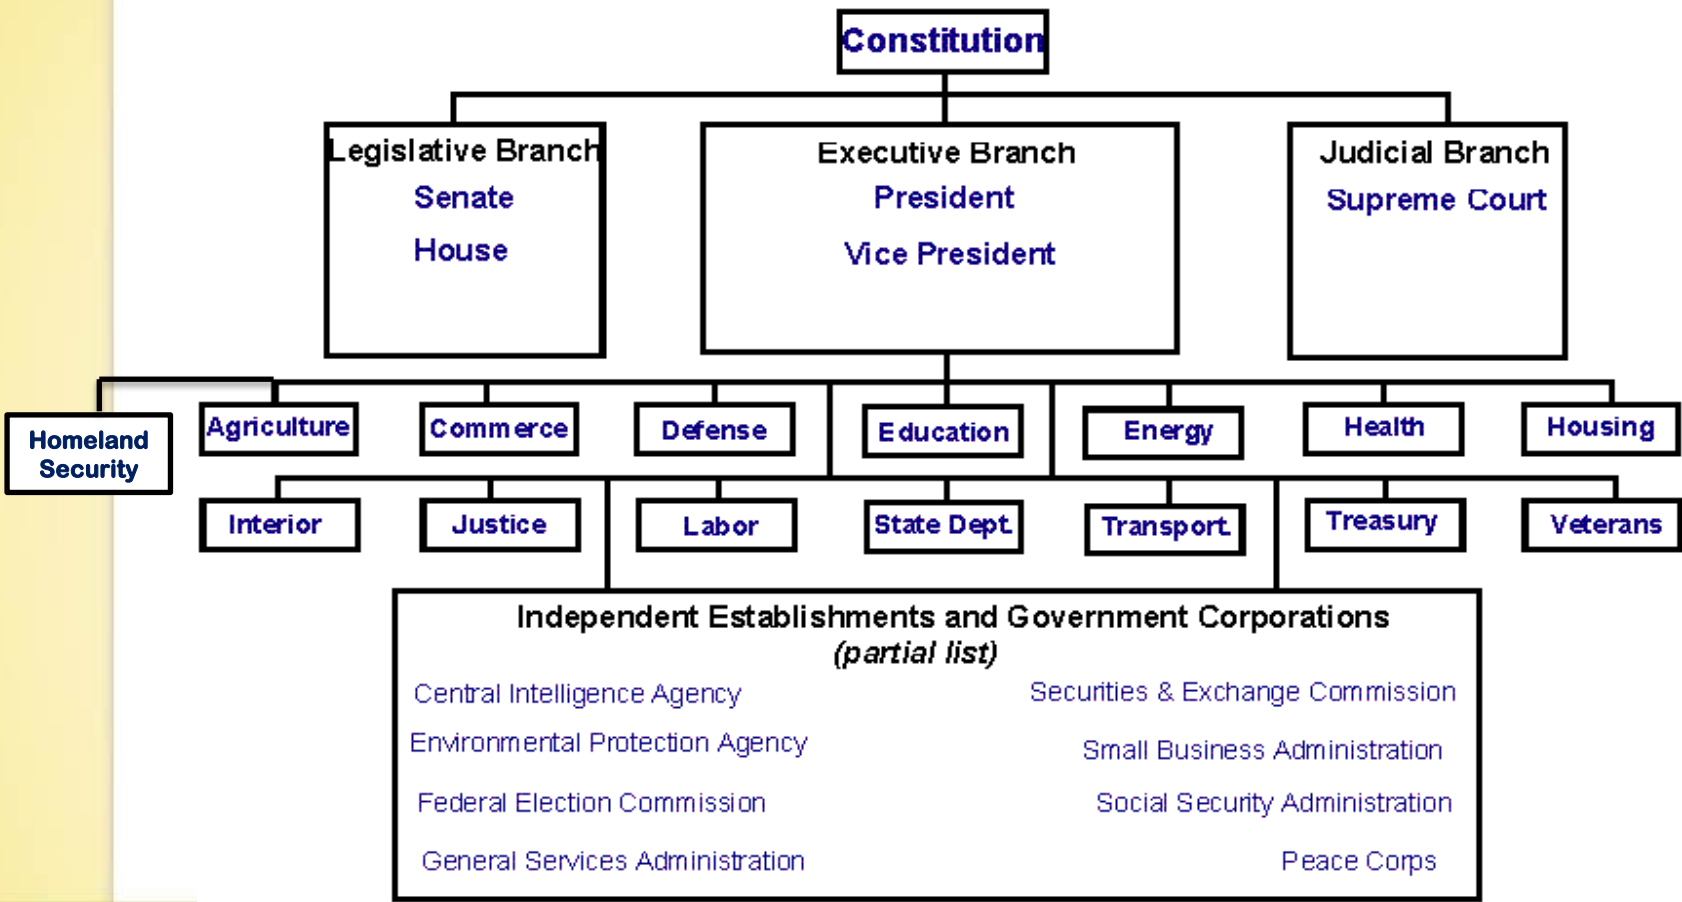 Constitution
Legislative Branch
Senate
House
Executive Branch
President
Vice President
Judicial Branch
Supreme Court
Homeland
Security
Agriculture
Commerce
Defense
Education
Energy
Health
Housing
Interior
Justice
Labor
State Dept.
Transport.
Treasury
Veterans
Independent Establishments and Government Corporations
(partial list)
Central Intelligence Agency
Environmental Protection Agency
Federal Election Commission
General Services Administration
Securities & Exchange Commission
Small Business Administration
Social Security Administration
Peace Corps